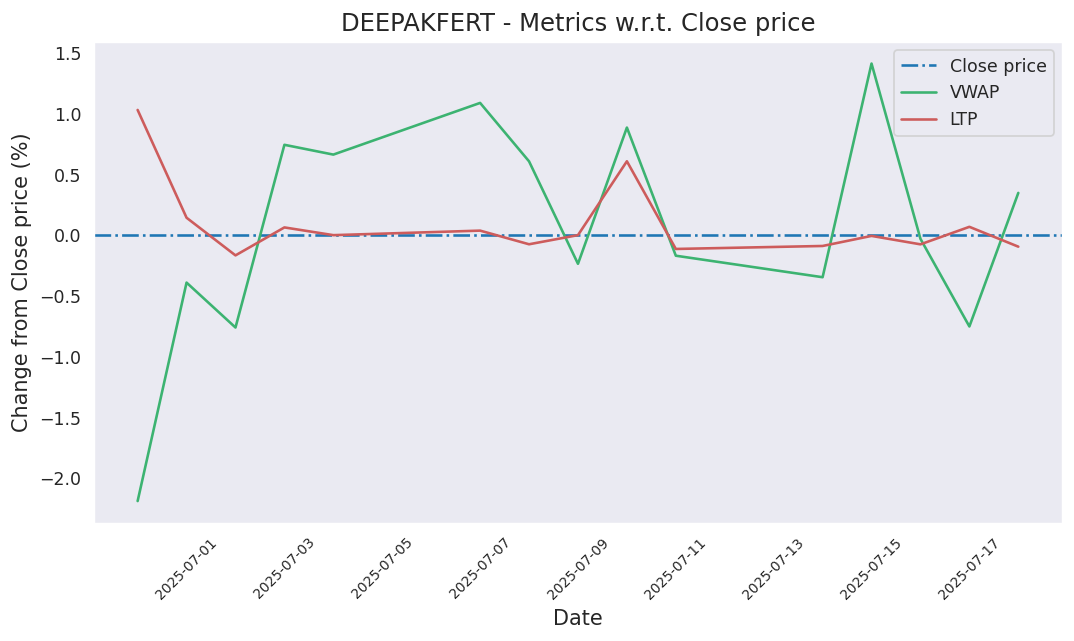 DEEPAKFERT - Metrics w.r.t. Close price
Change from Close price (%)
1.5
1.0
0.5
0.0
−0.5
−1.0
−1.5
−2.0
Close price
VWAP
LTP
2025-07-01
2025-07-03
2025-07-05
2025-07-07
2025-07-09
2025-07-11
2025-07-13
2025-07-15
2025-07-17
Date